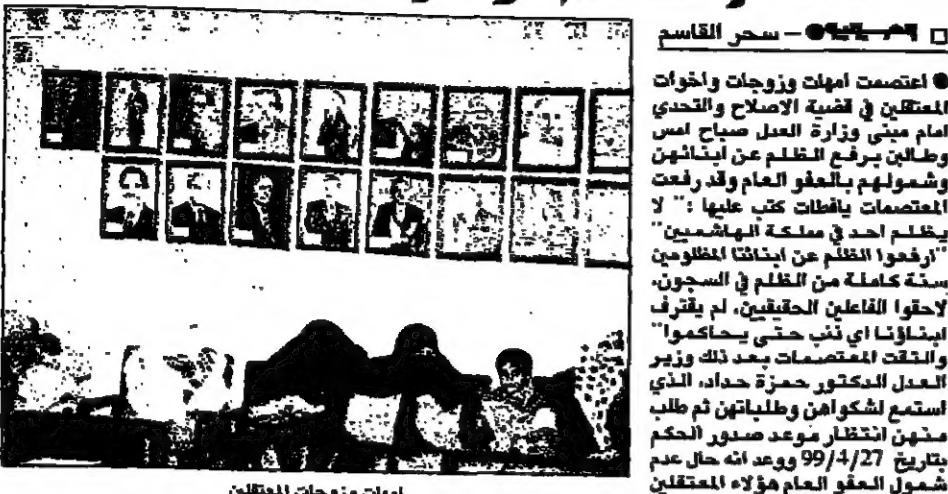 سحر القاسم
● اعتصمت امهات وزوجات واخوات
المعتقلين في قضية الاصلاح والتحدي
امام مبنى وزارة العدل صباح امس
وطالبن برفع الظلم عن ابنائهن
وشمولهم بالعفو العام وقد رفعت
المعتصمات يافطات كتب عليها : " لا
يظلم احد في مملكة الهاشميين"
"ارفعوا الظلم عن ابنائنا المظلومين
سنة كاملة من الظلم في السجون،
لاحقوا الفاعلين الحقيقيين، لم يقترف
ابناؤنا اي ذنب حتى يحاكموا"
والتقت المعتصمات بعد ذلك وزير
العدل الدكتور حمزة حداد، الذي
استمع لشكواهن وطلباتهن ثم طلب
منهن انتظار موعد صدور الحكم
بتاريخ 99/4/27 ووعد انه حال عدم
شمول العفو العام هؤلاء المعتقلين
امهات وزوجات المعتقلين